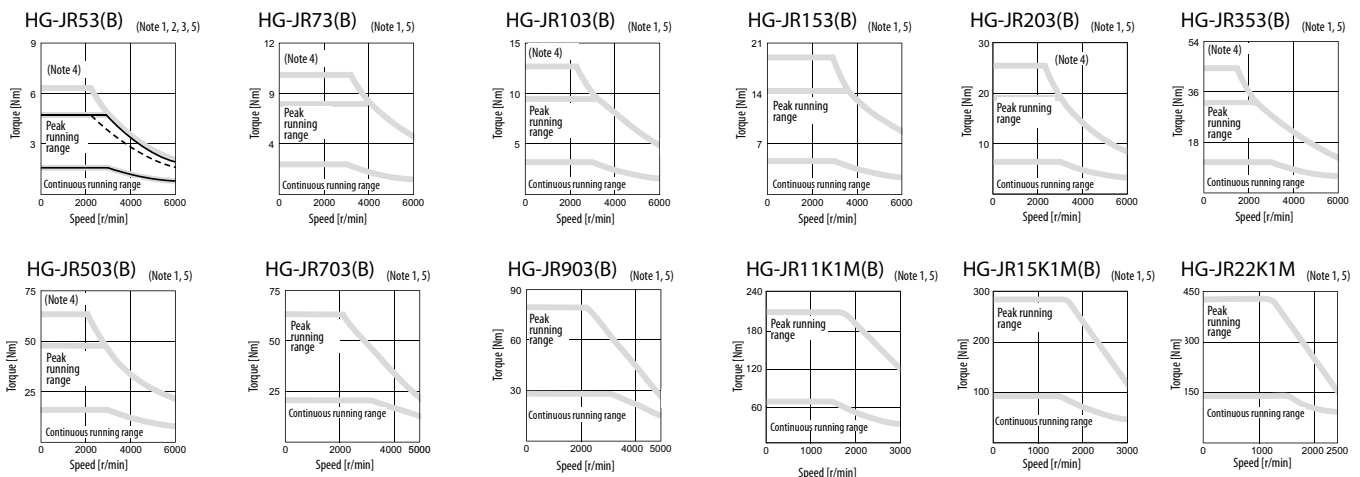 HG-JR53(B) (Note 1, 2, 3, 5)
9
6
3
Torque [Nm]
(Note 4)
Peak
running
range
Continuous running range
0 2000 4000 6000
Speed [r/min]
HG-JR73(B) (Note 1, 5)
12
9
4
Torque [Nm]
(Note 4)
Peak
running
range
Continuous running range
0 2000 4000 6000
Speed [r/min]
HG-JR103(B) (Note 1, 5)
15
10
5
Torque [Nm]
(Note 4)
Peak
running
range
Continuous running range
0 2000 4000 6000
Speed [r/min]
HG-JR153(B) (Note 1, 5)
21
14
7
Torque [Nm]
Peak running
range
Continuous running range
0 2000 4000 6000
Speed [r/min]
HG-JR203(B) (Note 1, 5)
30
20
10
0
Torque [Nm]
(Note 4)
Peak running
range
Continuous running range
0 2000 4000 6000
Speed [r/min]
HG-JR353(B) (Note 1, 5)
54
36
18
Torque [Nm]
(Note 4)
Peak running
range
Continuous running range
0 2000 4000 6000
Speed [r/min]
HG-JR503(B) (Note 1, 5)
75
50
25
Torque [Nm]
(Note 4)
Peak
running
range
Continuous running range
0 2000 4000 6000
Speed [r/min]
HG-JR703(B) (Note 1, 5)
75
50
25
Torque [Nm]
Peak
running
range
Continuous running range
0 2000 4000 5000
Speed [r/min]
HG-JR903(B) (Note 1, 5)
90
60
30
Torque [Nm]
Peak
running
range
Continuous running range
0 2000 4000 5000
Speed [r/min]
HG-JR11K1M(B) (Note 1, 5)
240
180
120
60
Torque [Nm]
Peak running
range
Continuous running range
0 1000 2000 3000
Speed [r/min]
HG-JR15K1M(B) (Note 1, 5)
300
200
100
Torque [Nm]
Peak running
range
Continuous running range
0 1000 2000 3000
Speed [r/min]
HG-JR22K1M (Note 1, 5)
450
300
150
Torque [Nm]
Peak
running
range
Continuous running range
0 1000 2000 2500
Speed [r/min]